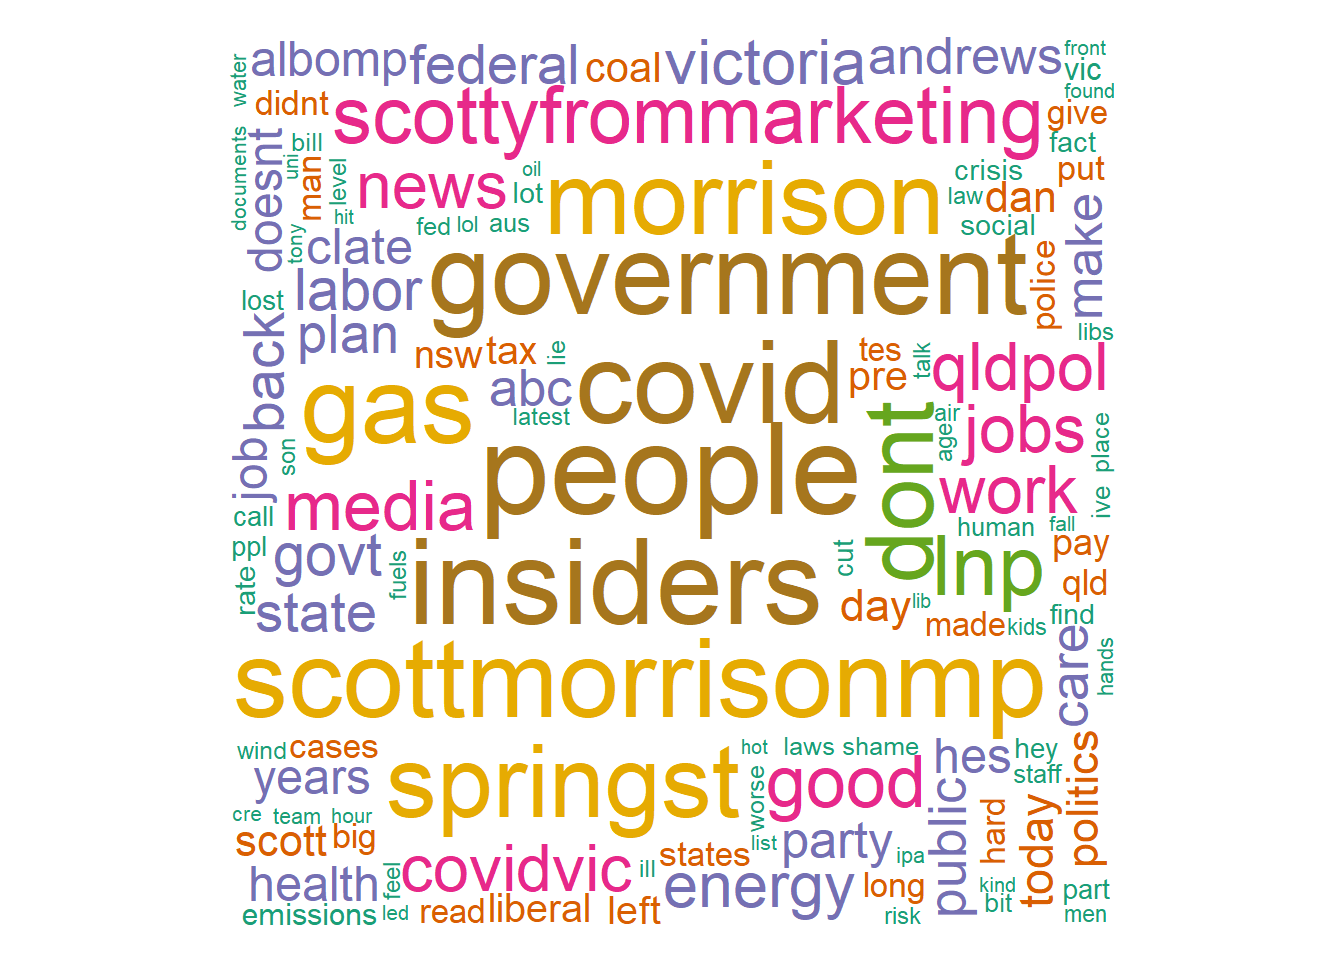 water
albomp
federal
coal
victoria
andrews
front
vic
found
didnt
scottyfrommarketing
give
fact
documents
doesnt
bill
uni
man
level
hit
news
oil
lot
morrison
crisis
law
dan
put
social
fed
lol
aus
tony
clate
government
police
make
lost
labor
plan
libs
back
nsw
tax
lie
covid
tes
pre
talk
qldpol
gas
abc
latest
air
age
jobs
job
son
people
dont
place
ive
media
work
call
human
fall
ppl
govt
fuels
insiders
cut
lnp
pay
qld
rate
state
day
lib
made
kids
find
scottmorrisonmp
care
hands
wind
cases
years
springst
hot
laws
shame
worse
good
hes
hey
staff
politics
cre
team
hour
scott
big
list
public
hard
today
health
feel
covidvic
ill
states
party
ipa
energy
long
kind
bit
part
men
emissions
led
read
liberal
left
risk